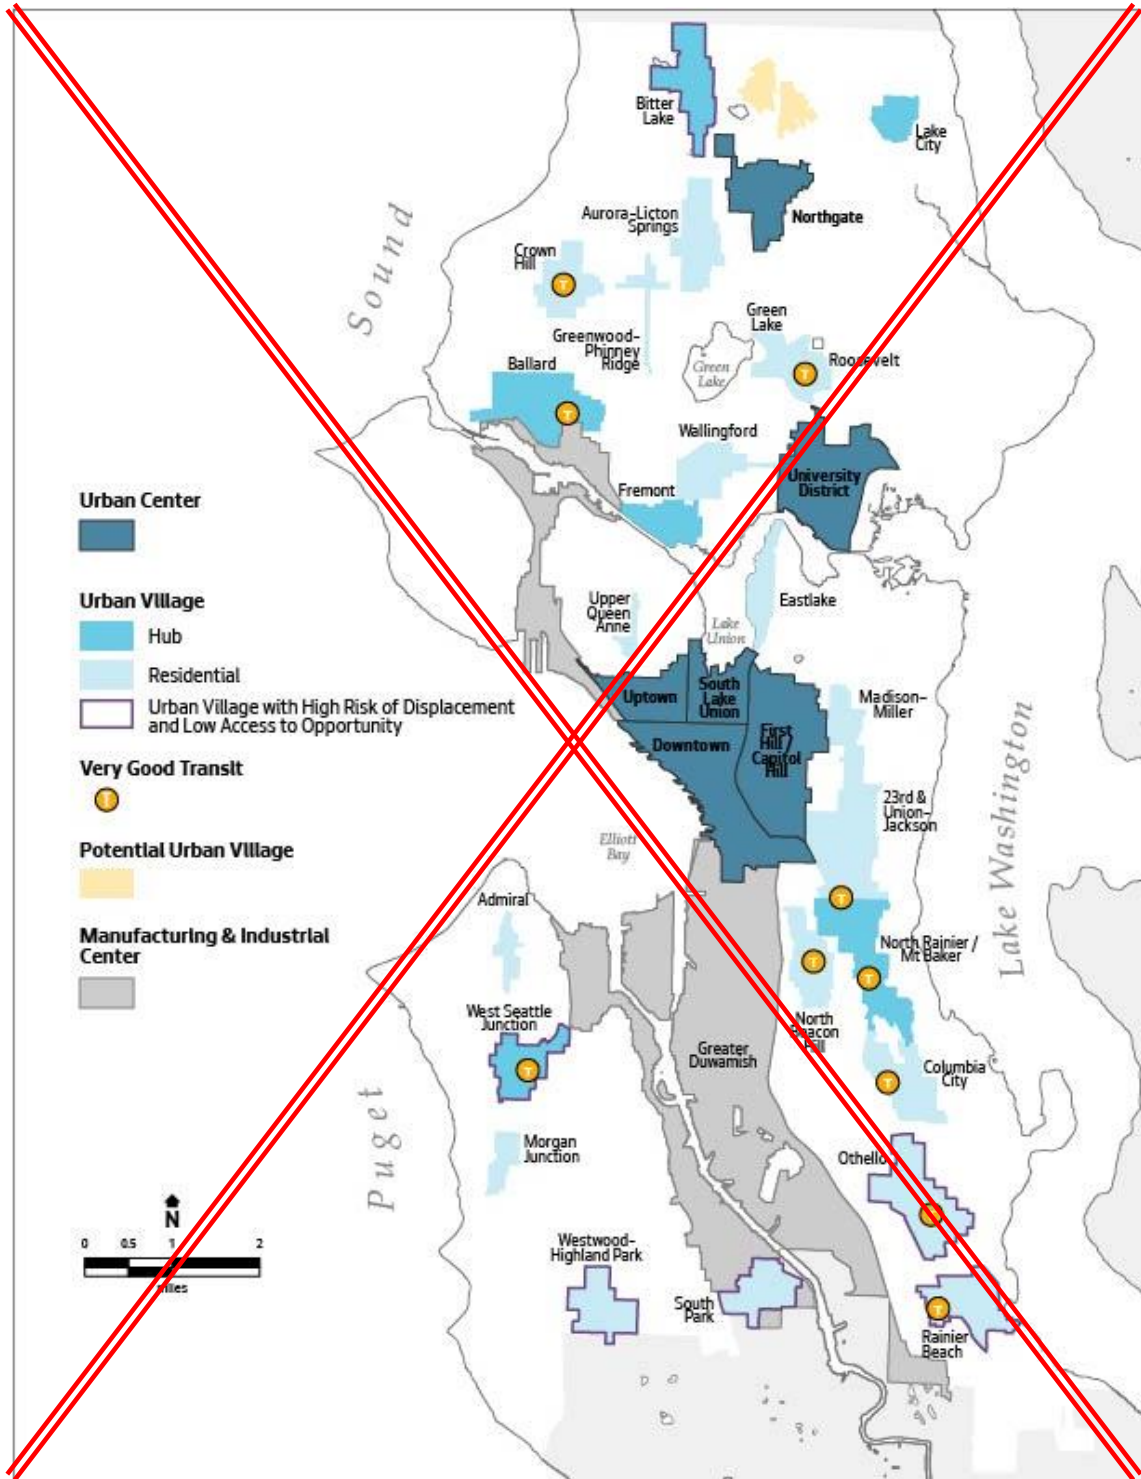 Bitter
Lake
Lake
City
Northgate
Aurora-Licton
Springs
Crown
Hill
Sound
Greenwood-
Phinney
Ridge
Green
Lake
Roosevelt
Green
Lake
Ballard
Wallingford
University
District
Fremont
Urban Center
Urban Village
Hub
Residential
Urban Village with High Risk of Displacement
and Low Access to Opportunity
Very Good Transit
T
Potential Urban Village
Manufacturing & Industrial
Center
Upper
Queen
Anne
Lake
Union
Eastlake
Uptown
South
Lake
Union
Downtown
First
Hill /
Capitol
Hill
Madison-
Miller
23rd &
Union-
Jackson
Lake Washington
Elliott
Bay
Admiral
North Rainier /
Mt Baker
West Seattle
Junction
North
Beacon
Hill
Greater
Duwamish
Columbia
City
Puget
Morgan
Junction
Othello
N
0 0.5 1 2
miles
Westwood-
Highland Park
South
Park
Rainier
Beach
T
T
T
T
T
T
T
T
T
T